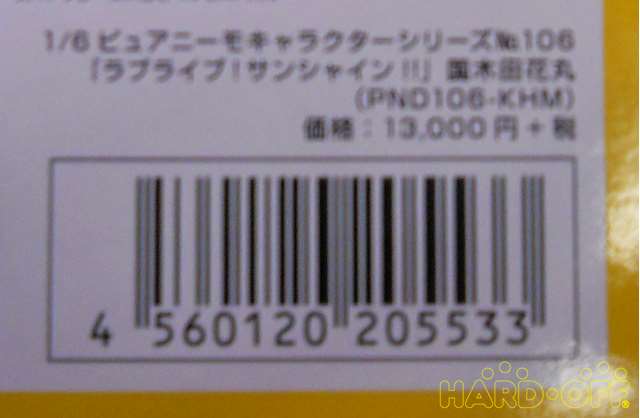 1/6 ピュアニーモキャラクターシリーズ№106
「ラブライブ!サンシャイン!!」国木田花丸
(PND106-KHM)
価格:13,000円+税
4 560120 205533
HARD・OFF®